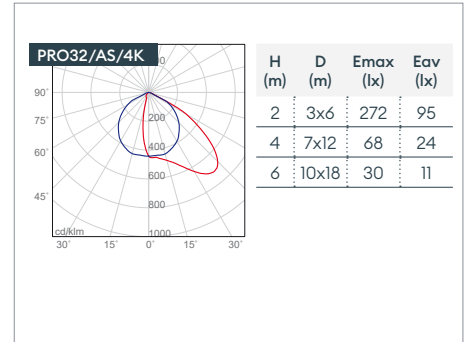 PRO32/AS/4K
90°
75°
60°
45°
200
400
600
800
1000
cd/klm
30° 15° 0° 15° 30°
H D Emax Eav
(m) (m) (lx) (lx)
2 3x6 272 95
4 7x12 68 24
6 10x18 30 11